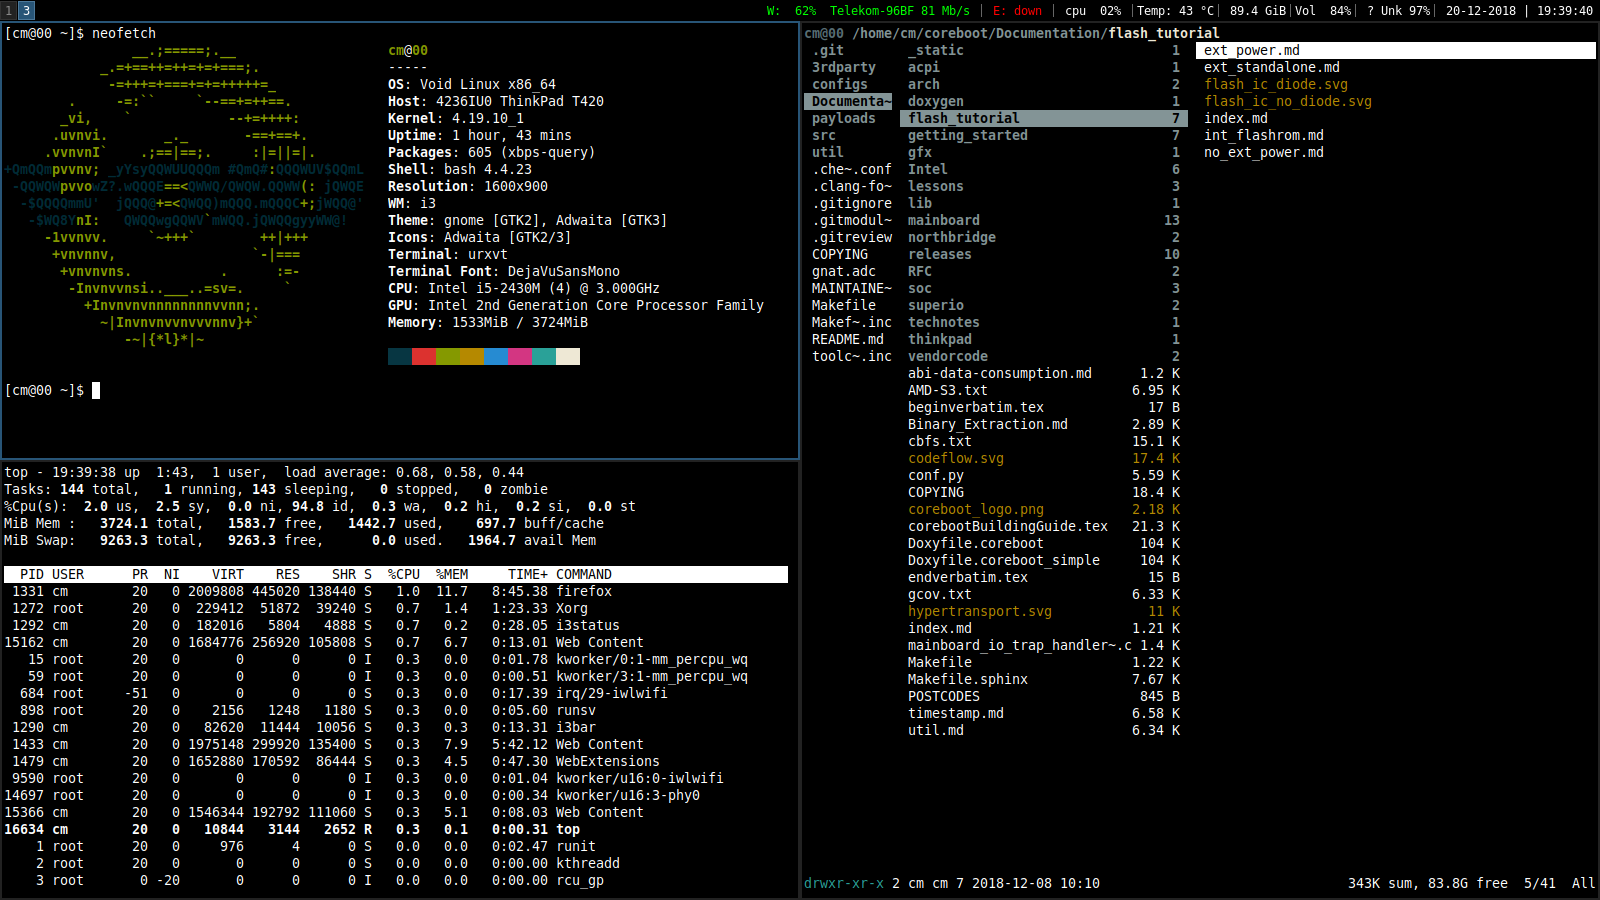 1 3 W: 62% Telekom-96BF 81 Mb/s | E: down | cpu 02% |Temp: 43 °C| 89.4 GiB|Vol 84%| ? Unk 97%| 20-12-2018 | 19:39:40
[cm@00 ~]$ neofetch
cm@00
-----
OS: Void Linux x86_64
Host: 4236IU0 ThinkPad T420
Kernel: 4.19.10_1
Uptime: 1 hour, 43 mins
Packages: 605 (xbps-query)
Shell: bash 4.4.23
Resolution: 1600x900
WM: i3
Theme: gnome [GTK2], Adwaita [GTK3]
Icons: Adwaita [GTK2/3]
Terminal: urxvt
Terminal Font: DejaVuSansMono
CPU: Intel i5-2430M (4) @ 3.000GHz
GPU: Intel 2nd Generation Core Processor Family
Memory: 1533MiB / 3724MiB
[cm@00 ~]$
top - 19:39:38 up  1:43,  1 user,  load average: 0.68, 0.58, 0.44
Tasks: 144 total,   1 running, 143 sleeping,   0 stopped,   0 zombie
%Cpu(s):  2.0 us,  2.5 sy,  0.0 ni, 94.8 id,  0.3 wa,  0.2 hi,  0.2 si,  0.0 st
MiB Mem :   3724.1 total,   1583.7 free,   1442.7 used,    697.7 buff/cache
MiB Swap:   9263.3 total,   9263.3 free,      0.0 used.   1964.7 avail Mem
PID USER      PR  NI    VIRT    RES    SHR S  %CPU  %MEM     TIME+ COMMAND
1331 cm        20   0 2009808 445020 138440 S   1.0  11.7   8:45.38 firefox
1272 root      20   0  229412  51872  39240 S   0.7   1.4   1:23.33 Xorg
1292 cm        20   0  182016   5804   4888 S   0.7   0.2   0:28.05 i3status
15162 cm        20   0 1684776 256920 105808 S   0.7   6.7   0:13.01 Web Content
15 root      20   0       0      0      0 I   0.3   0.0   0:01.78 kworker/0:1-mm_percpu_wq
59 root      20   0       0      0      0 I   0.3   0.0   0:00.51 kworker/3:1-mm_percpu_wq
684 root     -51   0       0      0      0 S   0.3   0.0   0:17.39 irq/29-iwlwifi
898 root      20   0    2156   1248   1180 S   0.3   0.0   0:05.60 runsv
1290 cm        20   0   82620  11444  10056 S   0.3   0.3   0:13.31 i3bar
1433 cm        20   0 1975148 299920 135400 S   0.3   7.9   5:42.12 Web Content
1479 cm        20   0 1652880 170592  86444 S   0.3   4.5   0:47.30 WebExtensions
9590 root      20   0       0      0      0 I   0.3   0.0   0:01.04 kworker/u16:0-iwlwifi
14697 root      20   0       0      0      0 I   0.3   0.0   0:00.34 kworker/u16:3-phy0
15366 cm        20   0 1546344 192792 111060 S   0.3   5.1   0:08.03 Web Content
16634 cm        20   0   10844   3144   2652 R   0.3   0.1   0:00.31 top
1 root      20   0     976      4      0 S   0.0   0.0   0:02.47 runit
2 root      20   0       0      0      0 S   0.0   0.0   0:00.00 kthreadd
3 root       0 -20       0      0      0 I   0.0   0.0   0:00.00 rcu_gp
cm@00 /home/cm/coreboot/Documentation/flash_tutorial
.git
3rdparty
configs
Documenta~
payloads
src
util
.che~.conf
.clang-fo~
.gitignore
.gitmodul~
.gitreview
COPYING
gnat.adc
MAINTAINE~
Makefile
Makef~.inc
README.md
toolc~.inc
_static 1
acpi 1
arch 2
doxygen 1
flash_tutorial 7
getting_started 7
gfx 1
Intel 6
lessons 3
lib 1
mainboard 13
northbridge 2
releases 10
RFC 2
soc 3
superio 2
technotes 1
thinkpad 1
vendorcode 2
abi-data-consumption.md 1.2 K
AMD-S3.txt 6.95 K
beginverbatim.tex 17 B
Binary_Extraction.md 2.89 K
cbfs.txt 15.1 K
codeflow.svg 17.4 K
conf.py 5.59 K
COPYING 18.4 K
coreboot_logo.png 2.18 K
corebootBuildingGuide.tex 21.3 K
Doxyfile.coreboot 104 K
Doxyfile.coreboot_simple 104 K
endverbatim.tex 15 B
gcov.txt 6.33 K
hypertransport.svg 11 K
index.md 1.21 K
mainboard_io_trap_handler~.c 1.4 K
Makefile 1.22 K
Makefile.sphinx 7.67 K
POSTCODES 845 B
timestamp.md 6.58 K
util.md 6.34 K
ext_power.md
ext_standalone.md
flash_ic_diode.svg
flash_ic_no_diode.svg
index.md
int_flashrom.md
no_ext_power.md
drwxr-xr-x 2 cm cm 7 2018-12-08 10:10 343K sum, 83.8G free  5/41  All